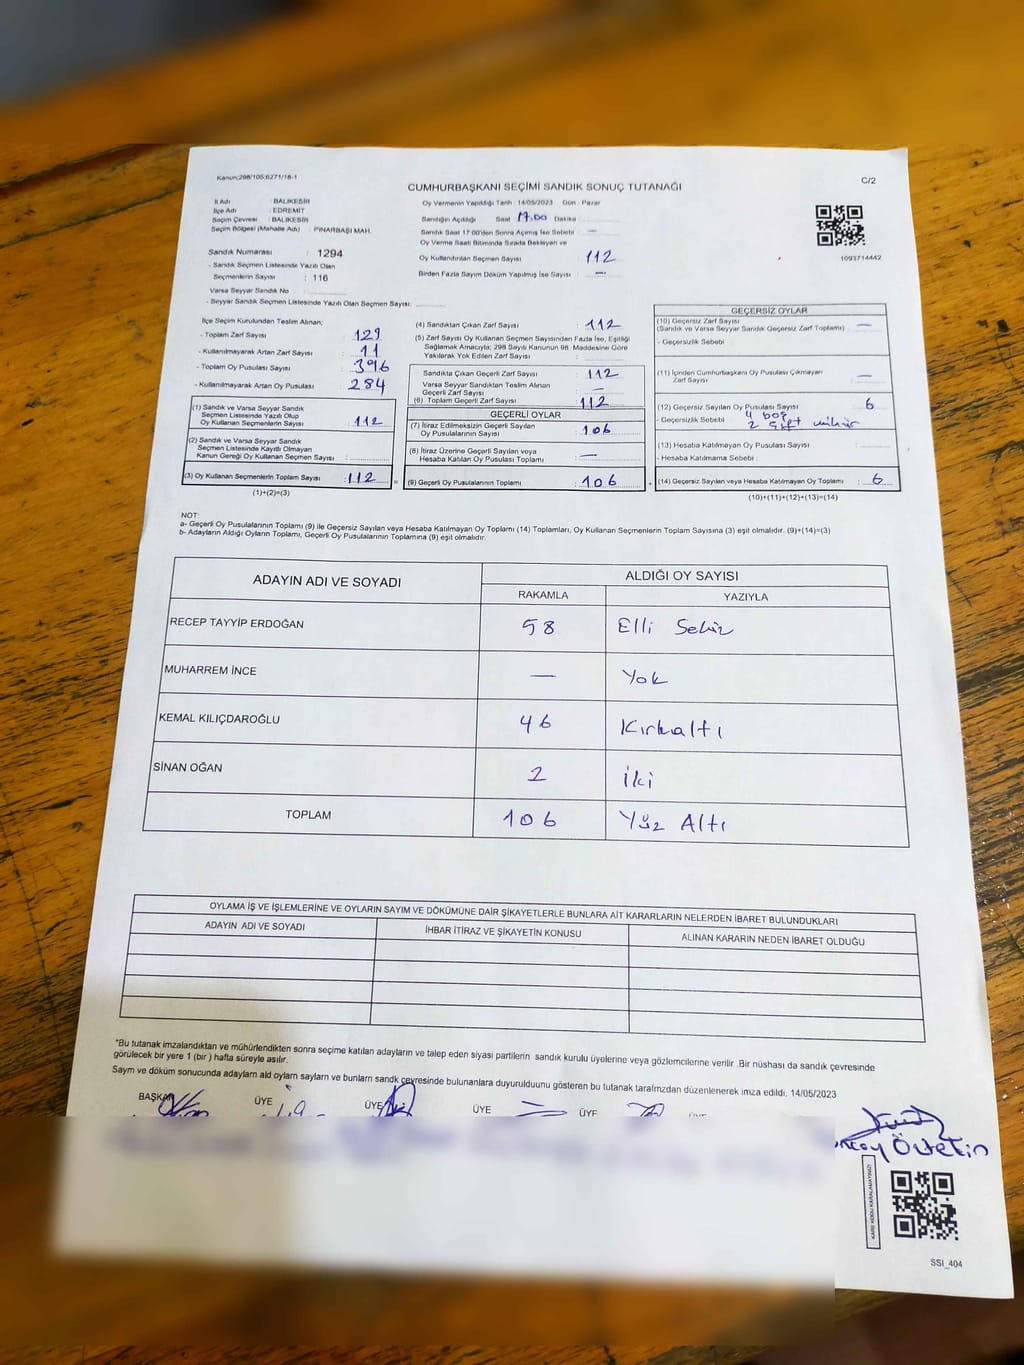 Kanun:298/105;6271/18-1
C/2
CUMHURBAŞKANI SEÇİMİ SANDIK SONUÇ TUTANAĞI
İl Adı : BALIKESİR
İlçe Adı : EDREMİT
Seçim Çevresi : BALIKESİR
Seçim Bölgesi (Mahalle Adı) : PINARBAŞI MAH.
Sandık Numarası : 1294
- Sandık Seçmen Listesinde Yazılı Olan
Seçmenlerin Sayısı : 116
Varsa Seyyar Sandık No :
- Seyyar Sandık Seçmen Listesinde Yazılı Olan Seçmen Sayısı:
Oy Vermenin Yapıldığı Tarih : 14/05/2023 Gün : Pazar
Sandığın Açıldığı Saat 17.00 Dakika
Sandık Saat 17:00'den Sonra Açılmış İse Sebebi : —
Oy Verme Saati Bitiminde Sırada Bekleyen ve
Oy Kullandırılan Seçmen Sayısı : 112
Birden Fazla Sayım Döküm Yapılmış İse Sayısı : —
1093714442
İlçe Seçim Kurulundan Teslim Alınan;
- Toplam Zarf Sayısı : 129
- Kullanılmayarak Artan Zarf Sayısı : 11
- Toplam Oy Pusulası Sayısı : 396
- Kullanılmayarak Artan Oy Pusulası : 284
(1) Sandık ve Varsa Seyyar Sandık
Seçmen Listesinde Yazılı Olup
Oy Kullanan Seçmenlerin Sayısı : 112
(2) Sandık ve Varsa Seyyar Sandık
Seçmen Listesinde Kayıtlı Olmayan
Kanun Gereği Oy Kullanan Seçmen Sayısı :
(3) Oy Kullanan Seçmenlerin Toplam Sayısı : 112
(1)+(2)=(3)
(4) Sandıktan Çıkan Zarf Sayısı : 112
(5) Zarf Sayısı Oy Kullanan Seçmen Sayısından Fazla İse, Eşitliği
Sağlamak Amacıyla; 298 Sayılı Kanunun 98. Maddesine Göre
Yakılarak Yok Edilen Zarf Sayısı :
Sandıkta Çıkan Geçerli Zarf Sayısı : 112
Varsa Seyyar Sandıktan Teslim Alınan
Geçerli Zarf Sayısı : —
(6) Toplam Geçerli Zarf Sayısı : 112
GEÇERLİ OYLAR
(7) İtiraz Edilmeksizin Geçerli Sayılan
Oy Pusulalarının Sayısı : 106
(8) İtiraz Üzerine Geçerli Sayılan veya
Hesaba Katılan Oy Pusulası Toplamı : —
(9) Geçerli Oy Pusulalarının Toplamı : 106
GEÇERSİZ OYLAR
(10) Geçersiz Zarf Sayısı
(Sandık ve Varsa Seyyar Sandık Geçersiz Zarf Toplamı) : —
- Geçersizlik Sebebi
(11) İçinden Cumhurbaşkanı Oy Pusulası Çıkmayan
Zarf Sayısı : —
(12) Geçersiz Sayılan Oy Pusulası Sayısı : 6
- Geçersizlik Sebebi : 4 boş
2 çift mühür
(13) Hesaba Katılmayan Oy Pusulası Sayısı :
- Hesaba Katılmama Sebebi :
(14) Geçersiz Sayılan veya Hesaba Katılmayan Oy Toplamı : 6
(10)+(11)+(12)+(13)=(14)
NOT:
a- Geçerli Oy Pusulalarının Toplamı (9) ile Geçersiz Sayılan veya Hesaba Katılmayan Oy Toplamı (14) Toplamları, Oy Kullanan Seçmenlerin Toplam Sayısına (3) eşit olmalıdır. (9)+(14)=(3)
b- Adayların Aldığı Oyların Toplamı, Geçerli Oy Pusulalarının Toplamına (9) eşit olmalıdır.
ADAYIN ADI VE SOYADI ALDIĞI OY SAYISI
RAKAMLA YAZIYLA
RECEP TAYYİP ERDOĞAN 58 Elli Sekiz
MUHARREM İNCE — Yok
KEMAL KILIÇDAROĞLU 46 Kırkaltı
SİNAN OĞAN 2 İki
TOPLAM 106 Yüz Altı
OYLAMA İŞ VE İŞLEMLERİNE VE OYLARIN SAYIM VE DÖKÜMÜNE DAİR ŞİKAYETLERLE BUNLARA AİT KARARLARIN NELERDEN İBARET BULUNDUKLARI
ADAYIN ADI VE SOYADI İHBAR İTİRAZ VE ŞİKAYETİN KONUSU ALINAN KARARIN NEDEN İBARET OLDUĞU
*Bu tutanak imzalandıktan ve mühürlendikten sonra seçime katılan adayların ve talep eden siyasi partilerin sandık kurulu üyelerine veya gözlemcilerine verilir .Bir nüshası da sandık çevresinde
görülecek bir yere 1 (bir ) hafta süreyle asılır.
Saym ve döküm sonucunda adayların ald oyların saylarn ve bunların sandk çevresinde bulunanlara duyurulduunu gösteren bu tutanak tarafmzdan düzenlenerek imza edildi. 14/05/2023
BAŞKAN ÜYE ÜYE ÜYE ÜYE
SSI_404